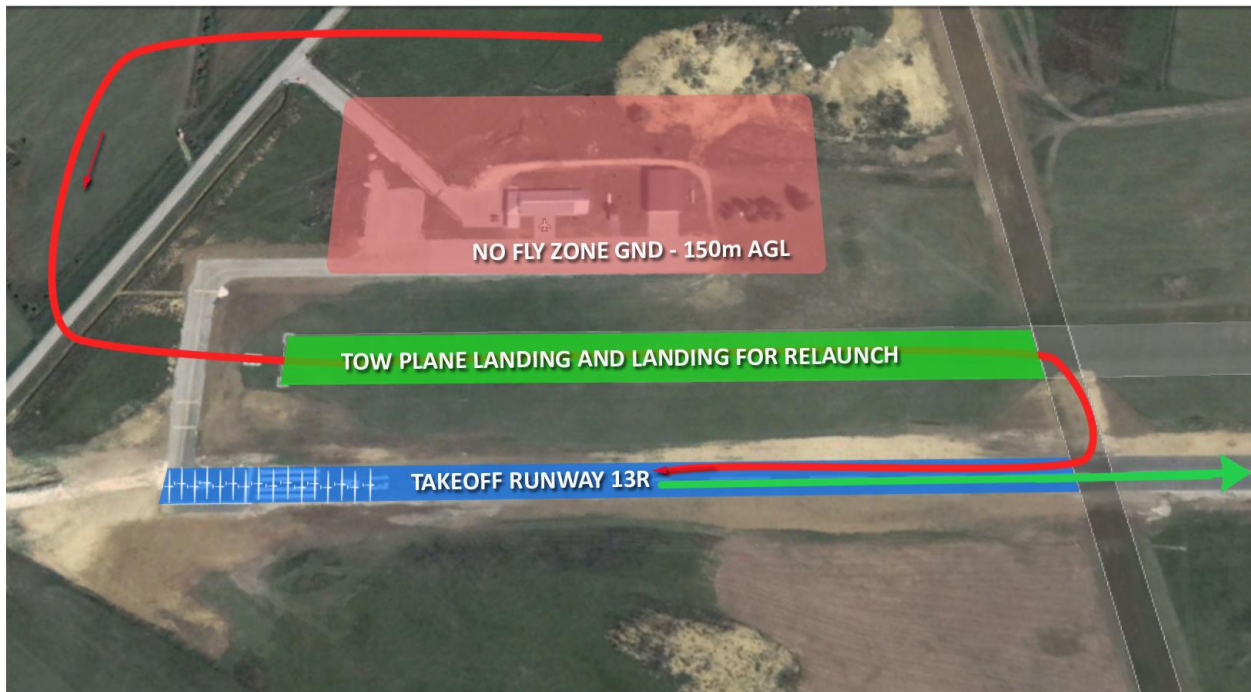 NO FLY ZONE GND - 150m AGL
TOW PLANE LANDING AND LANDING FOR RELAUNCH
TAKEOFF RUNWAY 13R